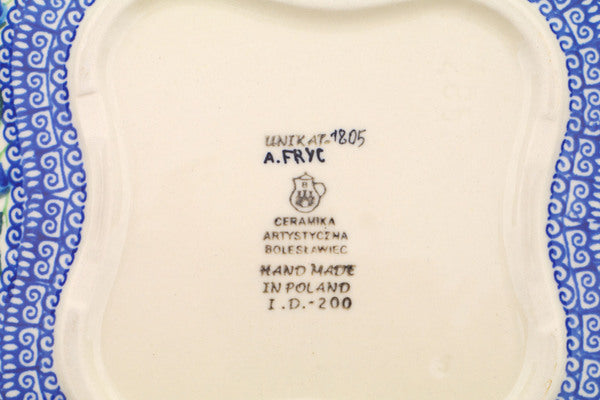 UNIKAT-1805
A.FRYC
B
CERAMIKA
ARTYSTYCZNA
BOLESŁAWIEC
HAND MADE
IN POLAND
I.D.-200